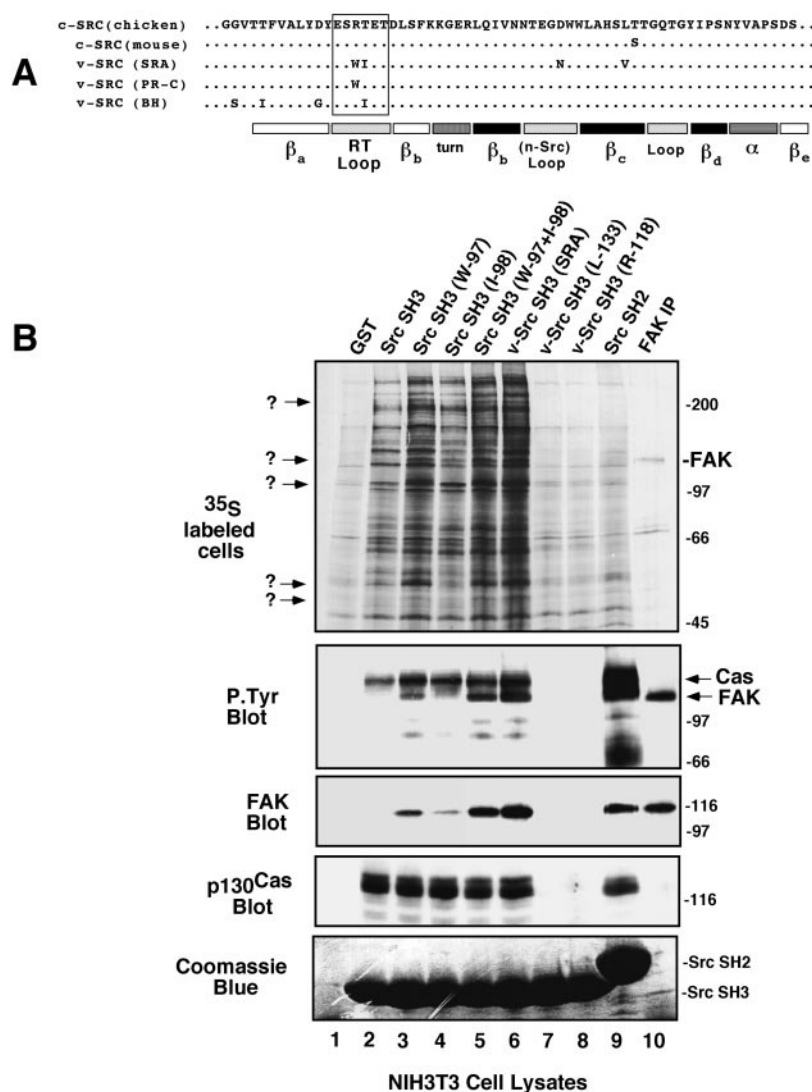 c-SRC(chicken) ..GGVTTFVALYDYESRTETDLSFKKGERLQIVNNTEGDWWLAHSLTTGQTGYIPSNYVAPSDS..
c-SRC(mouse) S
A
v-SRC (SRA) WI N V
v-SRC (PR-C) W
v-SRC (BH) S I G I
βa RT Loop βb turn βb (n-Src) Loop βc Loop βd α βe
B
GST
Src SH3
Src SH3 (W-97)
Src SH3 (I-98)
Src SH3 (W-97+I-98)
v-Src SH3 (SRA)
v-Src SH3 (L-133)
v-Src SH3 (R-118)
Src SH2
FAK IP
?
-200
?
-FAK
?
-97
35S
labeled
cells
-66
?
?
-45
P.Tyr
Blot
Cas
FAK
-97
-66
FAK
Blot
-116
-97
p130Cas
Blot
-116
Coomassie
Blue
-Src SH2
-Src SH3
1 2 3 4 5 6 7 8 9 10
NIH3T3 Cell Lysates